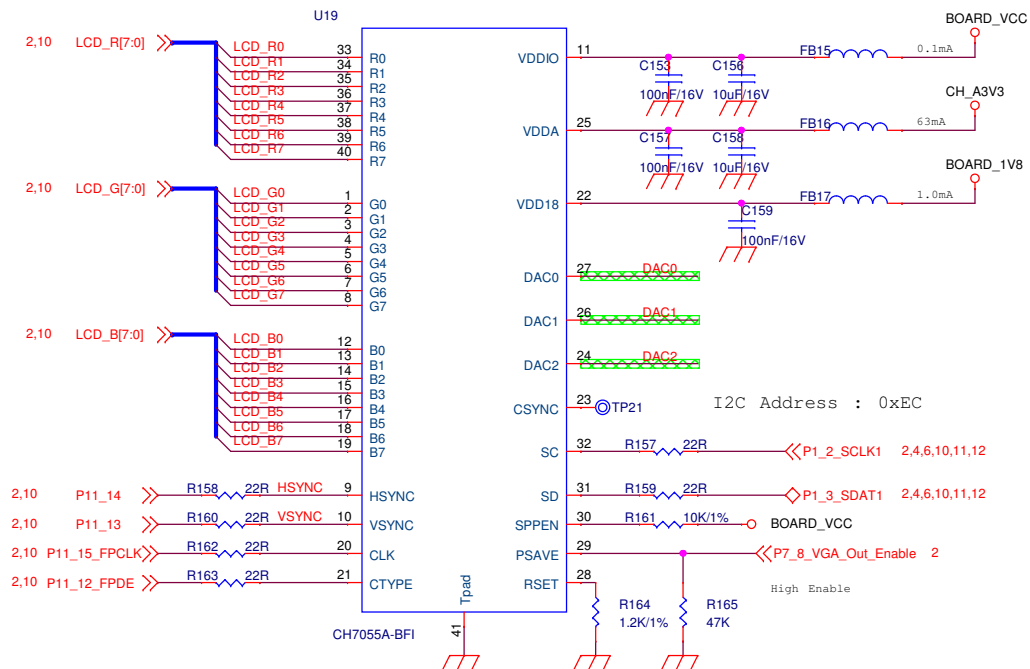 U19
2,10 LCD_R[7:0]
LCD_R0 33 R0
LCD_R1 34 R1
LCD_R2 35 R2
LCD_R3 36 R3
LCD_R4 37 R4
LCD_R5 38 R5
LCD_R6 39 R6
LCD_R7 40 R7
2,10 LCD_G[7:0]
LCD_G0 1 G0
LCD_G1 2 G1
LCD_G2 3 G2
LCD_G3 4 G3
LCD_G4 5 G4
LCD_G5 6 G5
LCD_G6 7 G6
LCD_G7 8 G7
2,10 LCD_B[7:0]
LCD_B0 12 B0
LCD_B1 13 B1
LCD_B2 14 B2
LCD_B3 15 B3
LCD_B4 16 B4
LCD_B5 17 B5
LCD_B6 18 B6
LCD_B7 19 B7
2,10 P11_14 R158 22R HSYNC 9 HSYNC
2,10 P11_13 R160 22R VSYNC 10 VSYNC
2,10 P11_15_FPCLK R162 22R 20 CLK
2,10 P11_12_FPDE R163 22R 21 CTYPE
Tpad
41
CH7055A-BFI
BOARD_VCC
VDDIO 11 FB15 0.1mA
C153 C156
100nF/16V 10uF/16V
CH_A3V3
VDDA 25 FB16 63mA
C157 C158
100nF/16V 10uF/16V
BOARD_1V8
VDD18 22 FB17 1.0mA
C159
100nF/16V
DAC0 27 DAC0
DAC1 26 DAC1
DAC2 24 DAC2
CSYNC 23 TP21
I2C Address : 0xEC
SC 32 R157 22R P1_2_SCLK1 2,4,6,10,11,12
SD 31 R159 22R P1_3_SDAT1 2,4,6,10,11,12
SPPEN 30 R161 10K/1% BOARD_VCC
PSAVE 29 P7_8_VGA_Out_Enable 2
RSET 28
High Enable
R164 R165
1.2K/1% 47K